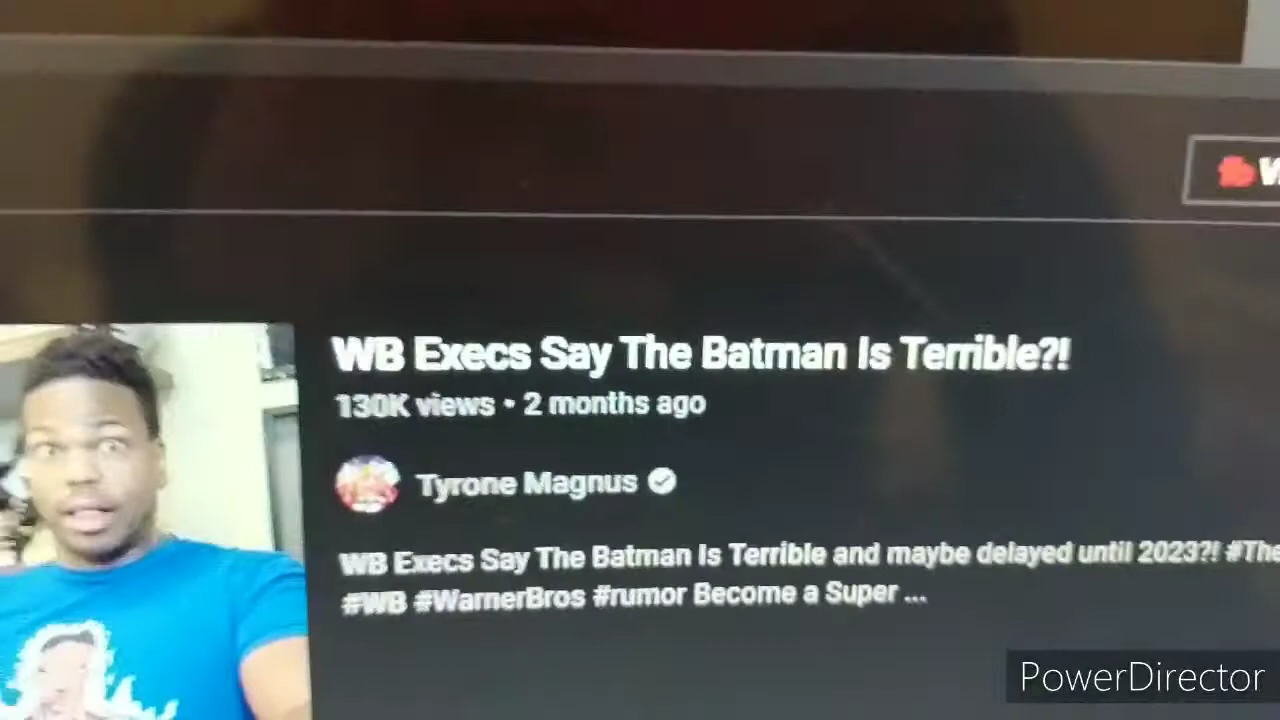 WB Execs Say The Batman Is Terrible?!
130K views • 2 months ago
Tyrone Magnus
WB Execs Say The Batman Is Terrible and maybe delayed until 2023?! #The
#WB #WarnerBros #rumor Become a Super ...
PowerDirector